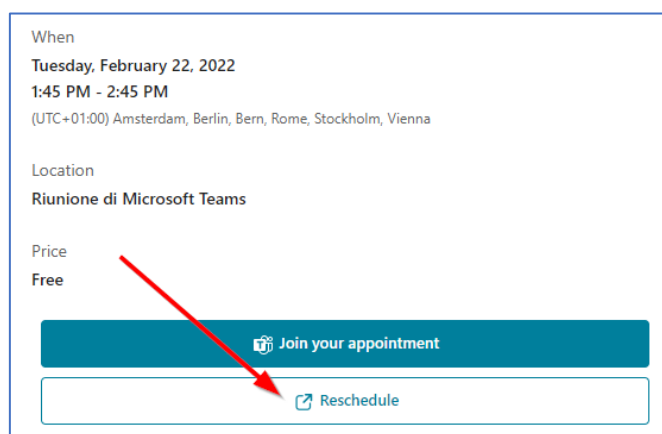 When
Tuesday, February 22, 2022
1:45 PM - 2:45 PM
(UTC+01:00) Amsterdam, Berlin, Bern, Rome, Stockholm, Vienna
Location
Riunione di Microsoft Teams
Price
Free
Join your appointment
Reschedule